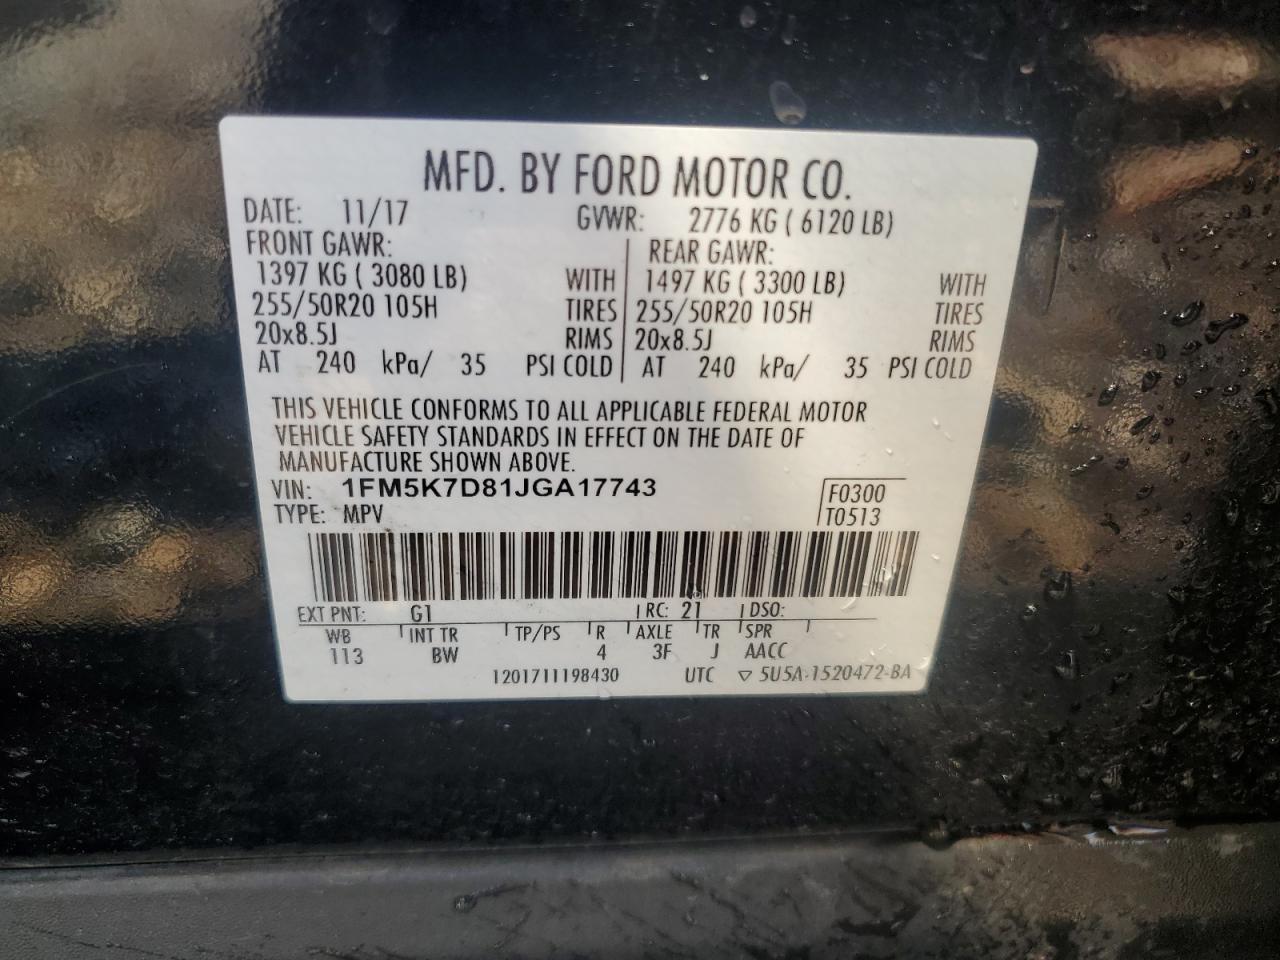 MFD. BY FORD MOTOR CO.
DATE: 11/17 GVWR: 2776 KG ( 6120 LB)
FRONT GAWR: REAR GAWR:
1397 KG ( 3080 LB) WITH 1497 KG ( 3300 LB) WITH
255/50R20 105H TIRES 255/50R20 105H TIRES
20x8.5J RIMS 20x8.5J RIMS
AT 240 kPa/ 35 PSI COLD AT 240 kPa/ 35 PSI COLD
THIS VEHICLE CONFORMS TO ALL APPLICABLE FEDERAL MOTOR
VEHICLE SAFETY STANDARDS IN EFFECT ON THE DATE OF
MANUFACTURE SHOWN ABOVE.
VIN: 1FM5K7D81JGA17743 F0300
TYPE: MPV T0513
EXT PNT: G1 RC: 21 DSO:
WB INT TR TP/PS R AXLE TR SPR
113 BW 4 3F J AACC
1201711198430 UTC ▽ 5U5A-1520472-BA